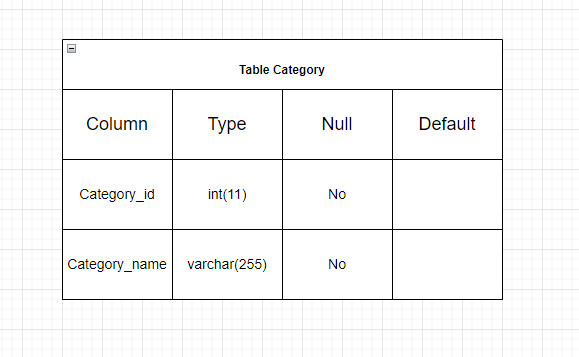 Table Category
Column Type Null Default
Category_id int(11) No
Category_name varchar(255) No